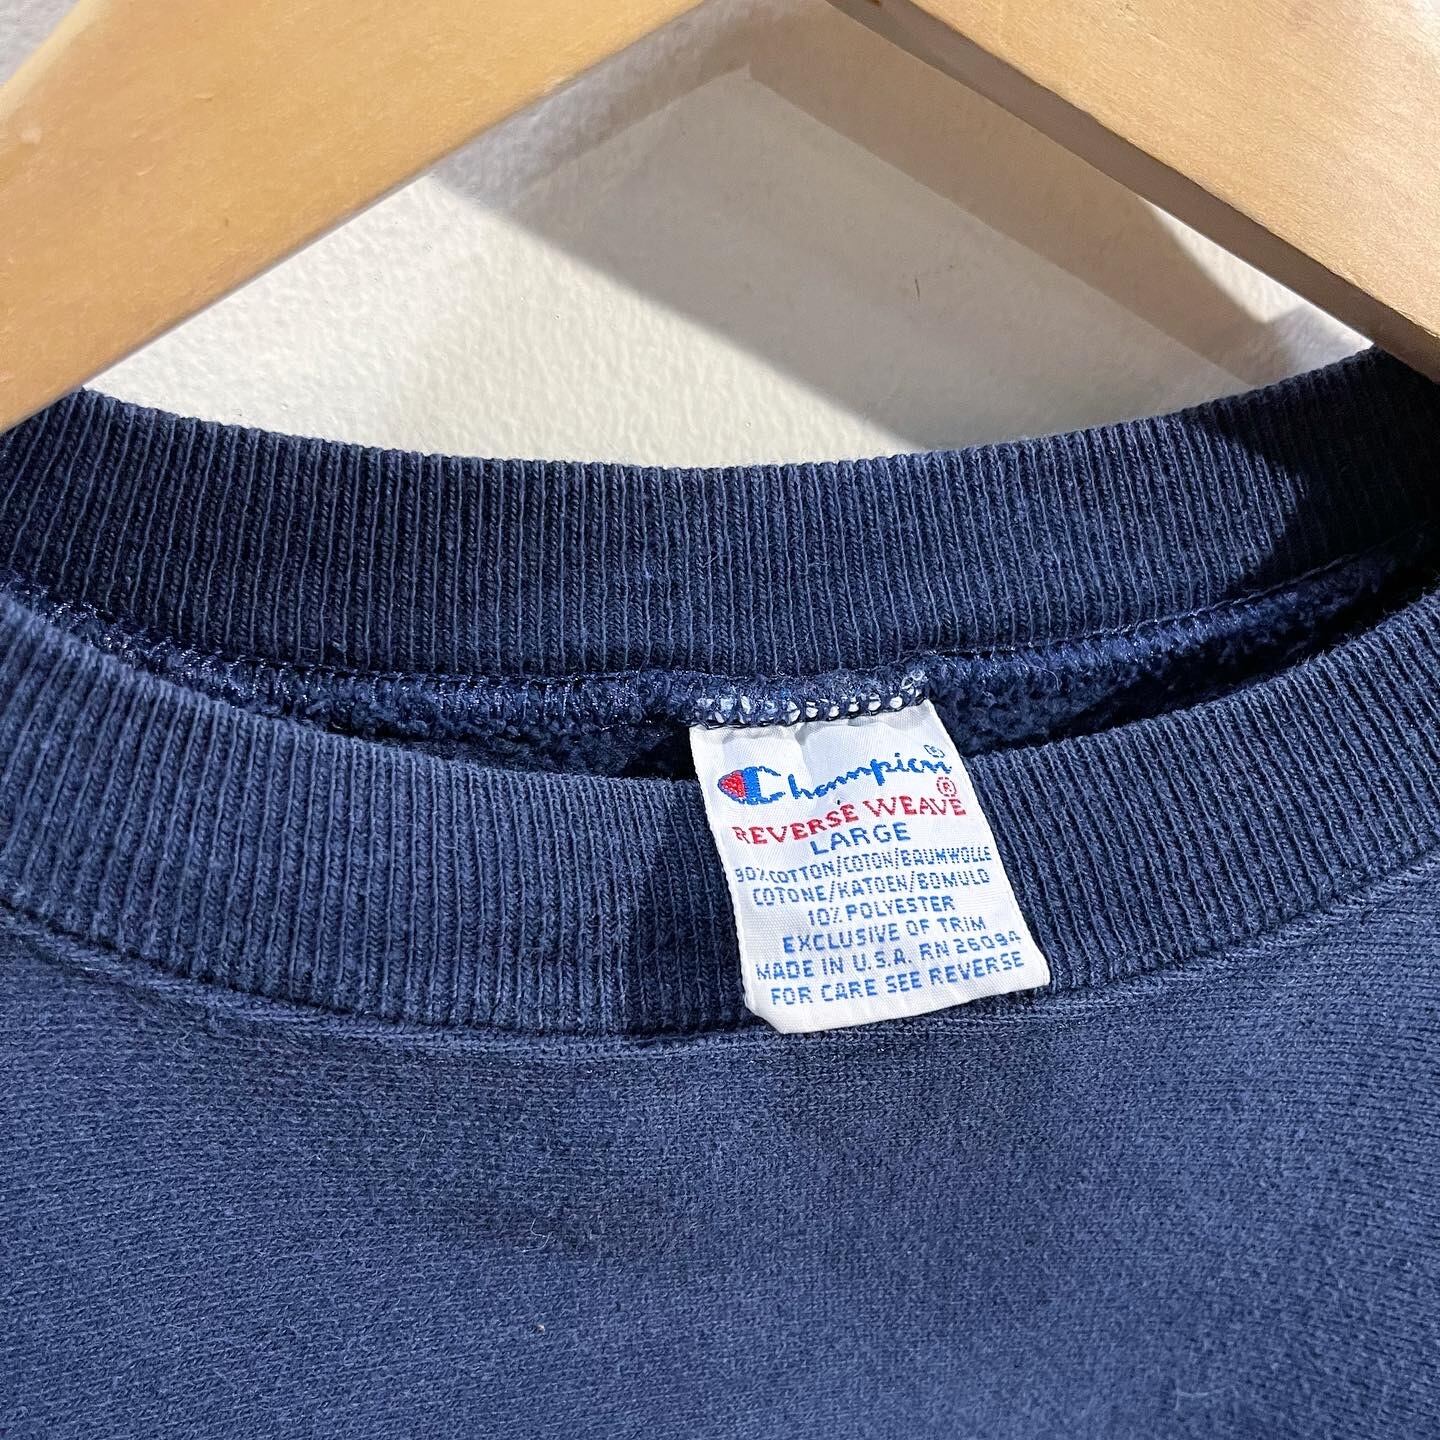 Champion®
REVERSE WEAVE®
LARGE
90% COTTON/COTON/BAUMWOLLE
COTONE/KATOEN/BOMULD
10% POLYESTER
EXCLUSIVE OF TRIM
MADE IN U.S.A. RN 26094
FOR CARE SEE REVERSE